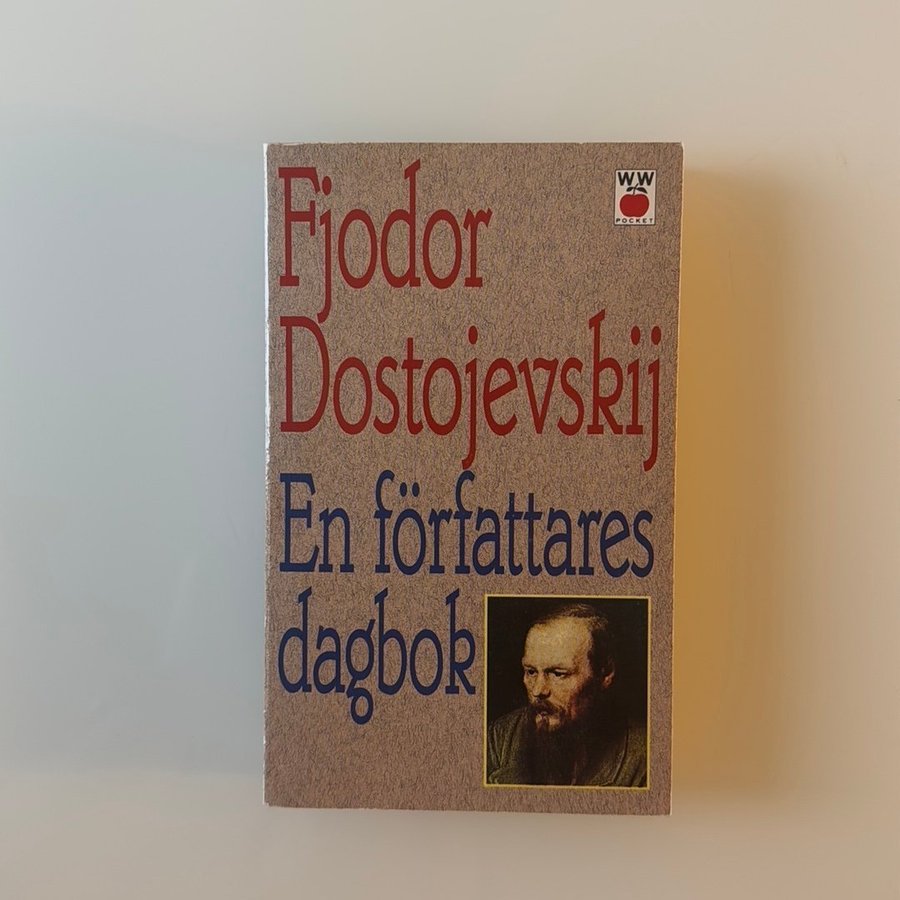 Fjodor
Dostojevskij
En författares
dagbok
WW
POCKET